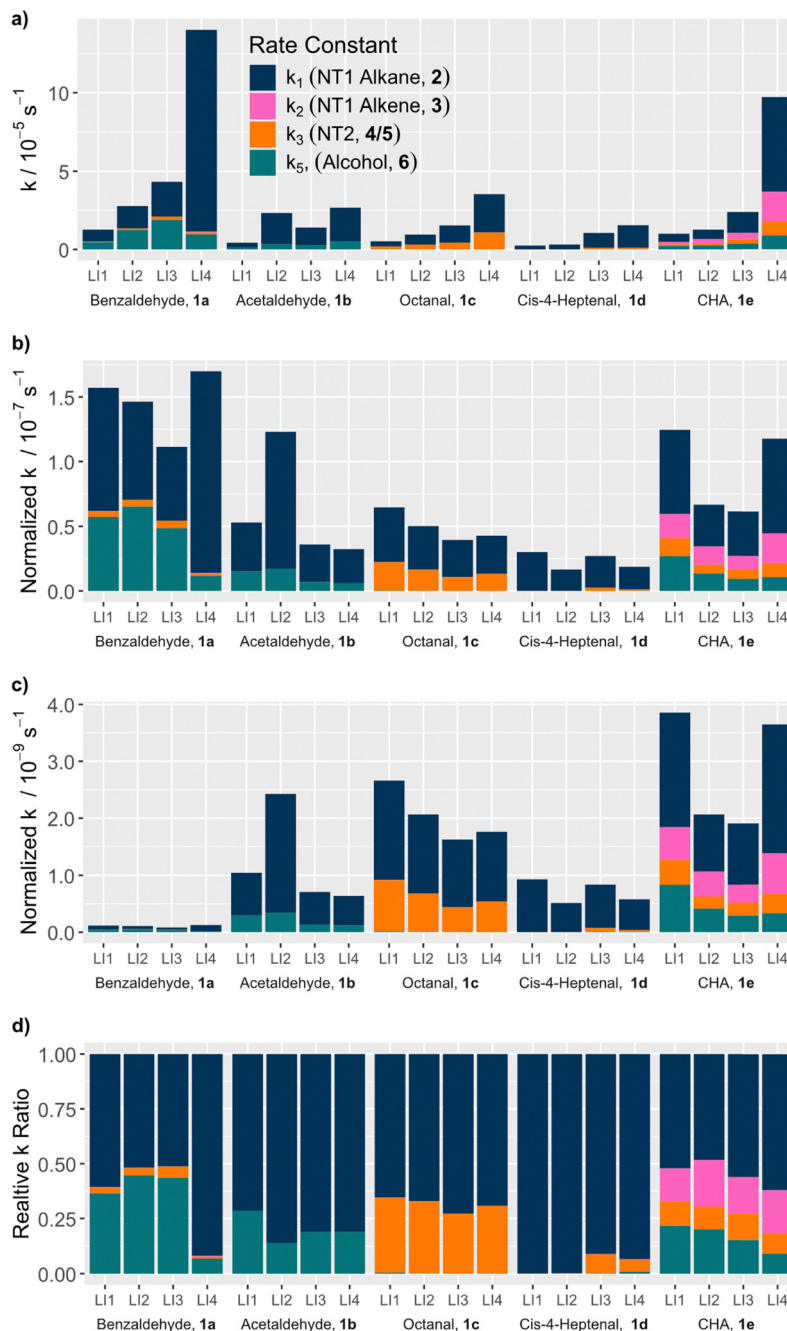 a)
k / 10⁻⁵ s⁻¹
10
5
0
Rate Constant
k₁ (NT1 Alkane, 2)
k₂ (NT1 Alkene, 3)
k₃ (NT2, 4/5)
k₅, (Alcohol, 6)
LI1 LI2 LI3 LI4 LI1 LI2 LI3 LI4 LI1 LI2 LI3 LI4 LI1 LI2 LI3 LI4 LI1 LI2 LI3 LI4
Benzaldehyde, 1a Acetaldehyde, 1b Octanal, 1c Cis-4-Heptenal, 1d CHA, 1e
b)
Normalized k / 10⁻⁷ s⁻¹
1.5
1.0
0.5
0.0
LI1 LI2 LI3 LI4 LI1 LI2 LI3 LI4 LI1 LI2 LI3 LI4 LI1 LI2 LI3 LI4 LI1 LI2 LI3 LI4
Benzaldehyde, 1a Acetaldehyde, 1b Octanal, 1c Cis-4-Heptenal, 1d CHA, 1e
c)
Normalized k / 10⁻⁹ s⁻¹
4.0
3.0
2.0
1.0
0.0
LI1 LI2 LI3 LI4 LI1 LI2 LI3 LI4 LI1 LI2 LI3 LI4 LI1 LI2 LI3 LI4 LI1 LI2 LI3 LI4
Benzaldehyde, 1a Acetaldehyde, 1b Octanal, 1c Cis-4-Heptenal, 1d CHA, 1e
d)
Realtive k Ratio
1.00
0.75
0.50
0.25
0.00
LI1 LI2 LI3 LI4 LI1 LI2 LI3 LI4 LI1 LI2 LI3 LI4 LI1 LI2 LI3 LI4 LI1 LI2 LI3 LI4
Benzaldehyde, 1a Acetaldehyde, 1b Octanal, 1c Cis-4-Heptenal, 1d CHA, 1e